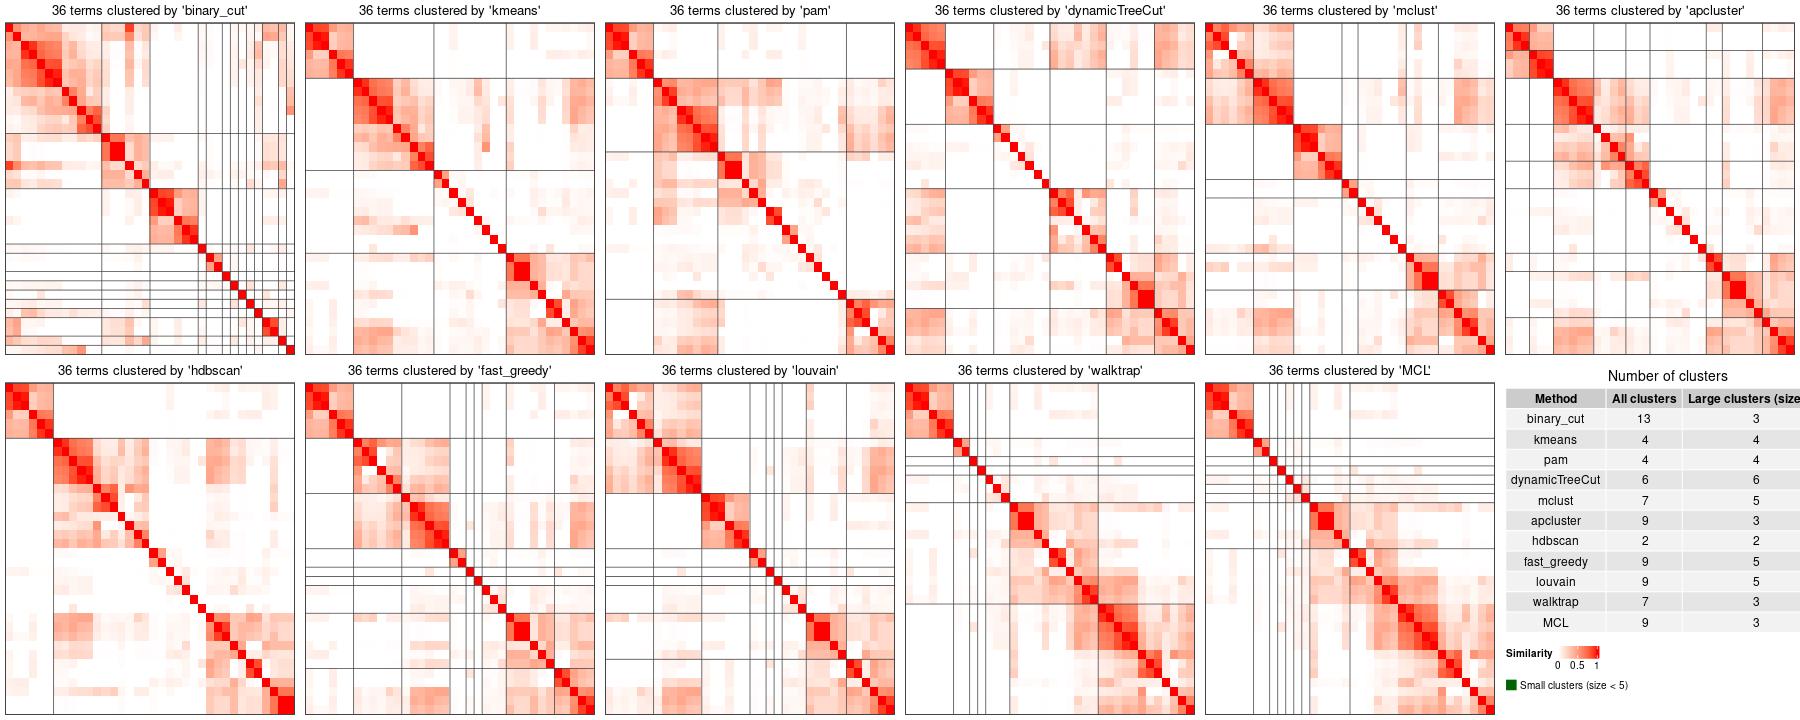 36 terms clustered by 'binary_cut'
36 terms clustered by 'kmeans'
36 terms clustered by 'pam'
36 terms clustered by 'dynamicTreeCut'
36 terms clustered by 'mclust'
36 terms clustered by 'apcluster'
36 terms clustered by 'hdbscan'
36 terms clustered by 'fast_greedy'
36 terms clustered by 'louvain'
36 terms clustered by 'walktrap'
36 terms clustered by 'MCL'
Number of clusters
Method All clusters Large clusters (size
binary_cut 13 3
kmeans 4 4
pam 4 4
dynamicTreeCut 6 6
mclust 7 5
apcluster 9 3
hdbscan 2 2
fast_greedy 9 5
louvain 9 5
walktrap 7 3
MCL 9 3
Similarity
0 0.5 1
Small clusters (size < 5)